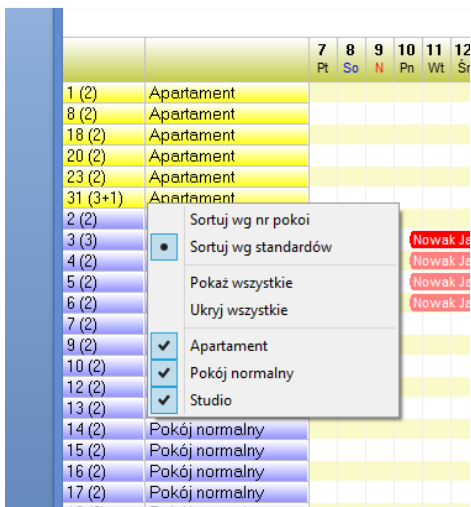 7 8 9 10 11 12
Pt So N Pn Wt Śr
1 (2) Apartament
8 (2) Apartament
18 (2) Apartament
20 (2) Apartament
23 (2) Apartament
31 (3+1) Apartament
2 (2) Sortuj wg nr pokoi
3 (3) Sortuj wg standardów Nowak Ja
4 (2) Nowak Ja
5 (2) Pokaż wszystkie Nowak Ja
6 (2) Ukryj wszystkie Nowak Ja
7 (2)
9 (2) Apartament
10 (2) Pokój normalny
12 (2) Studio
13 (2)
14 (2) Pokój normalny
15 (2) Pokój normalny
16 (2) Pokój normalny
17 (2) Pokój normalny